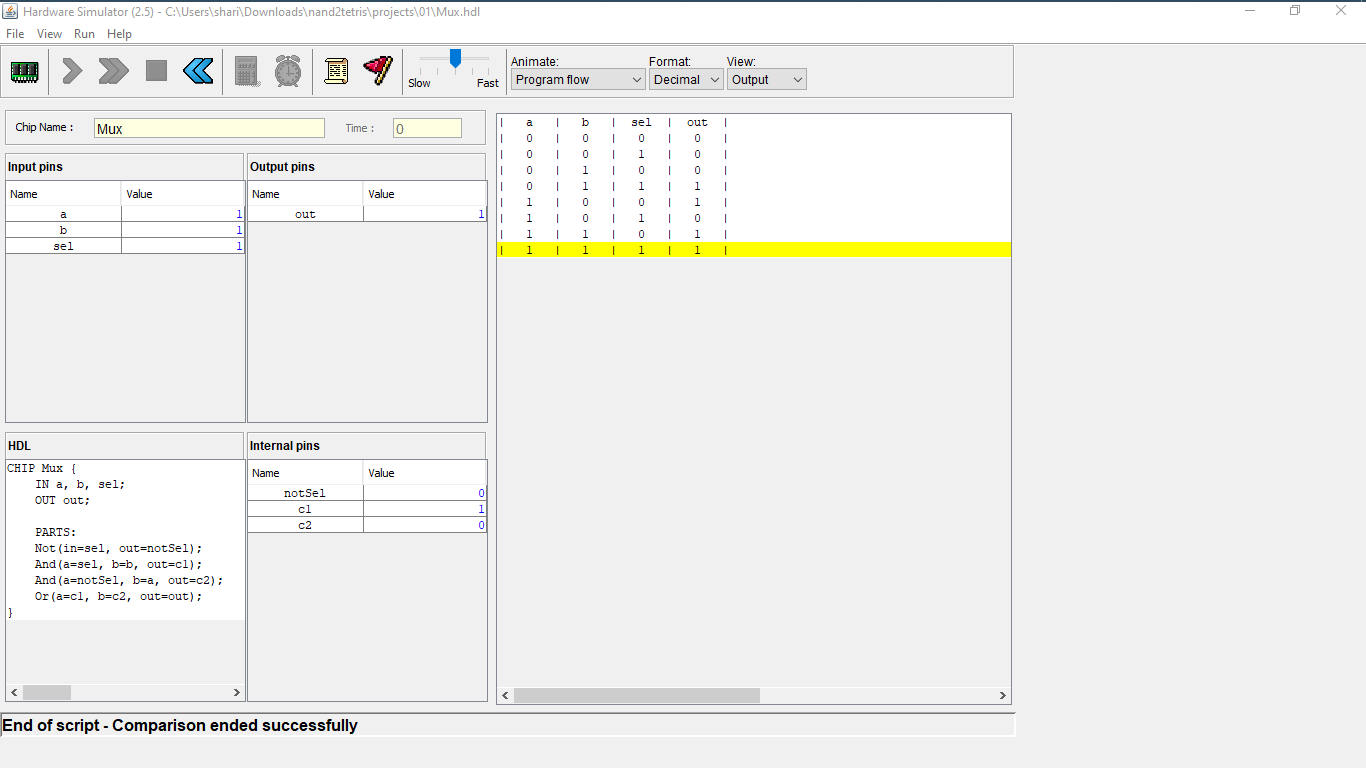 Hardware Simulator (2.5) - C:\Users\shari\Downloads\nand2tetris\projects\01\Mux.hdl
File View Run Help
Slow Fast
Animate: Format: View:
Program flow Decimal Output
Chip Name : Mux Time : 0
Input pins
Name Value
a 1
b 1
sel 1
Output pins
Name Value
out 1
HDL
CHIP Mux {
IN a, b, sel;
OUT out;
PARTS:
Not(in=sel, out=notSel);
And(a=sel, b=b, out=c1);
And(a=notSel, b=a, out=c2);
Or(a=c1, b=c2, out=out);
}
Internal pins
Name Value
notSel 0
c1 1
c2 0
| a | b | sel | out |
| 0 | 0 | 0 | 0 |
| 0 | 0 | 1 | 0 |
| 0 | 1 | 0 | 0 |
| 0 | 1 | 1 | 1 |
| 1 | 0 | 0 | 1 |
| 1 | 0 | 1 | 0 |
| 1 | 1 | 0 | 1 |
| 1 | 1 | 1 | 1 |
End of script - Comparison ended successfully